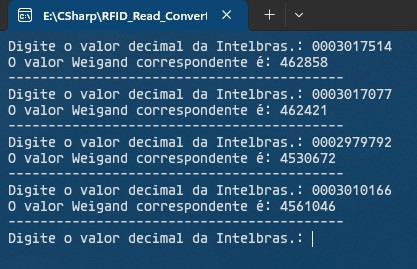 E:\CSharp\RFID_Read_Convert
Digite o valor decimal da Intelbras.: 0003017514
O valor Weigand correspondente é: 462858
-----------------------------------------
Digite o valor decimal da Intelbras.: 0003017077
O valor Weigand correspondente é: 462421
-----------------------------------------
Digite o valor decimal da Intelbras.: 0002979792
O valor Weigand correspondente é: 4530672
-----------------------------------------
Digite o valor decimal da Intelbras.: 0003010166
O valor Weigand correspondente é: 4561046
-----------------------------------------
Digite o valor decimal da Intelbras.: